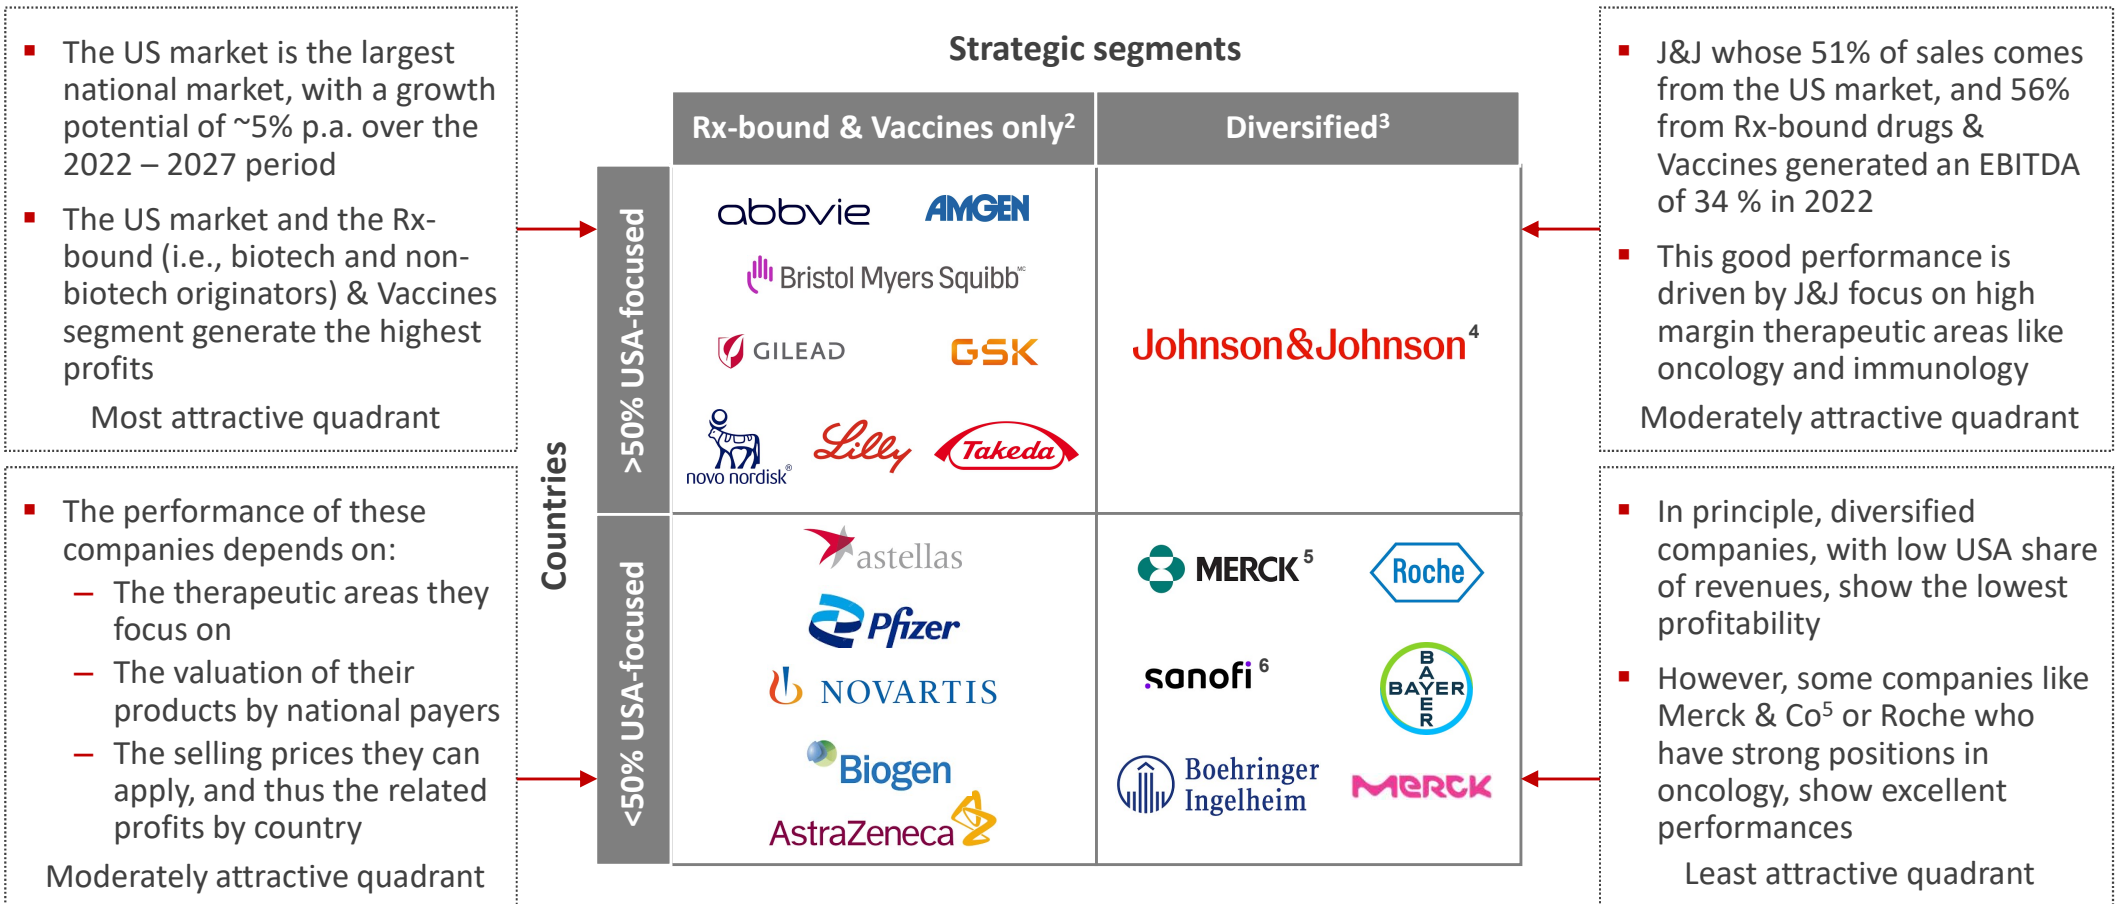 ▪ The US market is the largest
national market, with a growth
potential of ~5% p.a. over the
2022 – 2027 period
▪ The US market and the Rx-
bound (i.e., biotech and non-
biotech originators) & Vaccines
segment generate the highest
profits
Most attractive quadrant
▪ The performance of these
companies depends on:
– The therapeutic areas they
focus on
– The valuation of their
products by national payers
– The selling prices they can
apply, and thus the related
profits by country
Moderately attractive quadrant
Strategic segments
Rx-bound & Vaccines only²
Diversified³
Countries
>50% USA-focused
abbvie
AMGEN
Bristol Myers Squibb MC
GILEAD
GSK
novo nordisk®
Lilly
Takeda
Johnson&Johnson ⁴
<50% USA-focused
astellas
Pfizer
NOVARTIS
Biogen
AstraZeneca
MERCK ⁵
Roche
sanofi ⁶
BAYER
BAYER
Boehringer
Ingelheim
MERCK
▪ J&J whose 51% of sales comes
from the US market, and 56%
from Rx-bound drugs &
Vaccines generated an EBITDA
of 34 % in 2022
▪ This good performance is
driven by J&J focus on high
margin therapeutic areas like
oncology and immunology
Moderately attractive quadrant
▪ In principle, diversified
companies, with low USA share
of revenues, show the lowest
profitability
▪ However, some companies like
Merck & Co⁵ or Roche who
have strong positions in
oncology, show excellent
performances
Least attractive quadrant